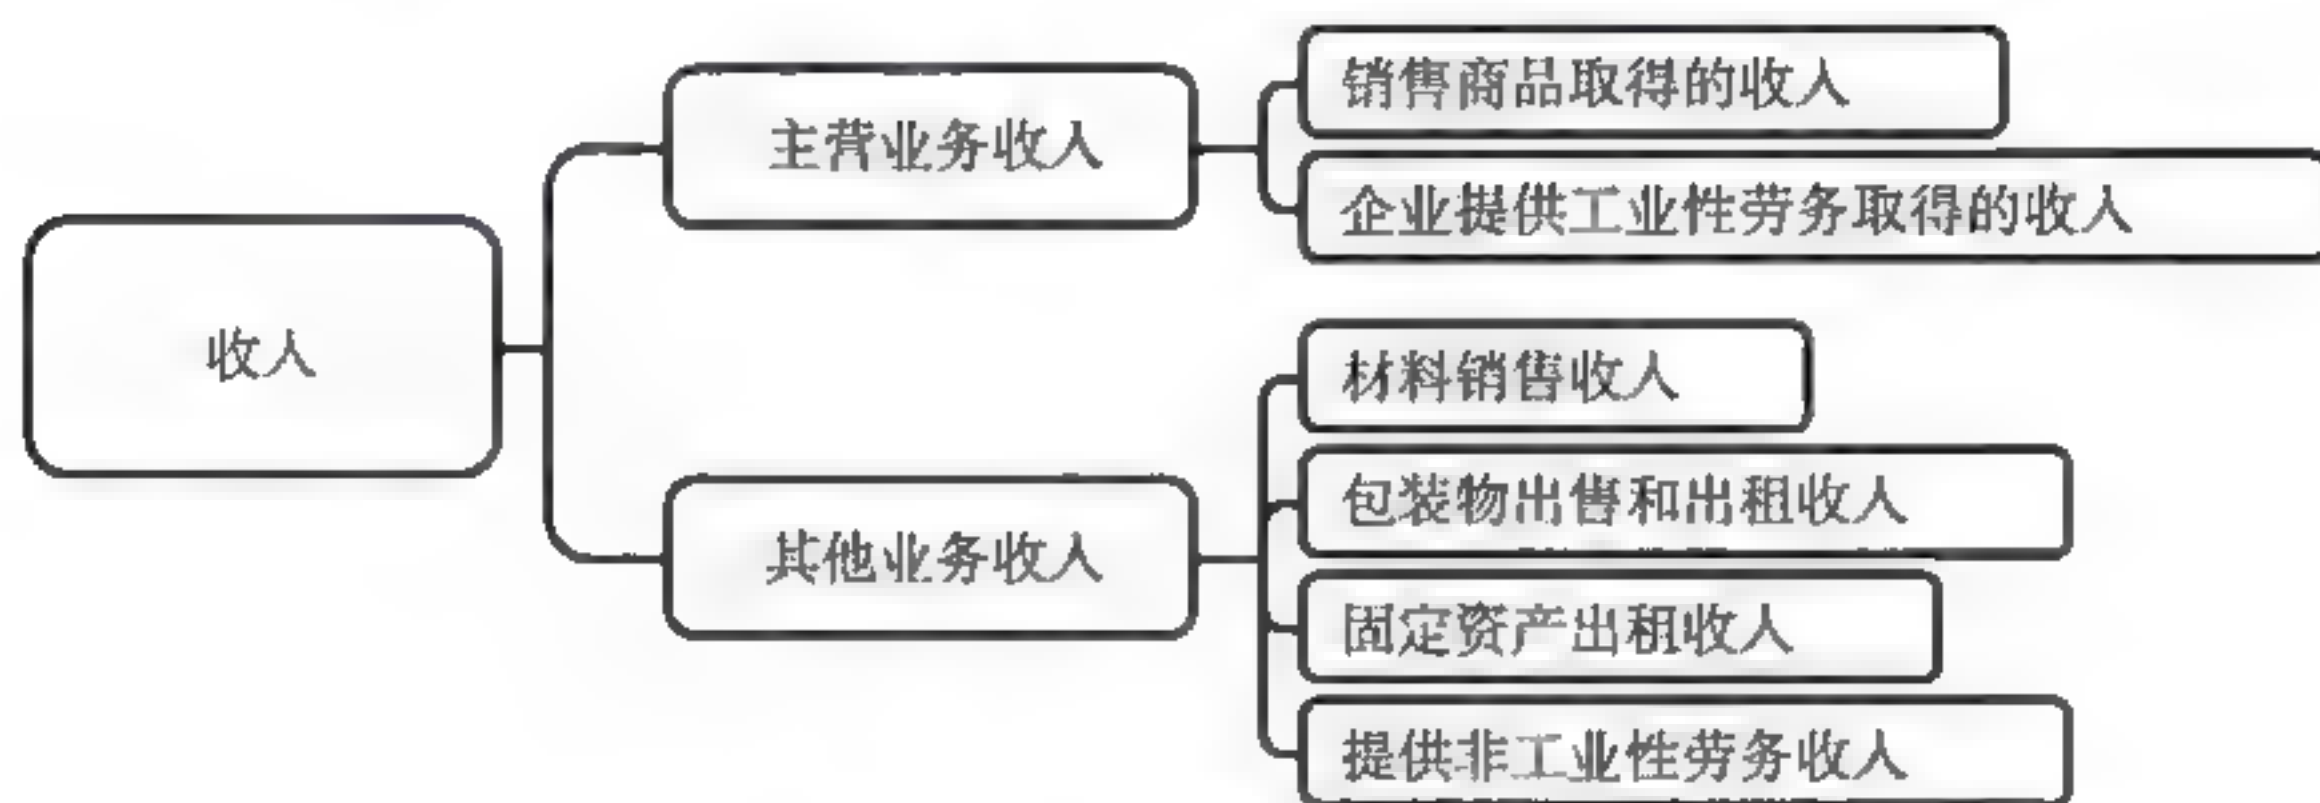 收入
主营业务收入
销售商品取得的收入
企业提供工业性劳务取得的收入
其他业务收入
材料销售收入
包装物出售和出租收入
固定资产出租收入
提供非工业性劳务收入